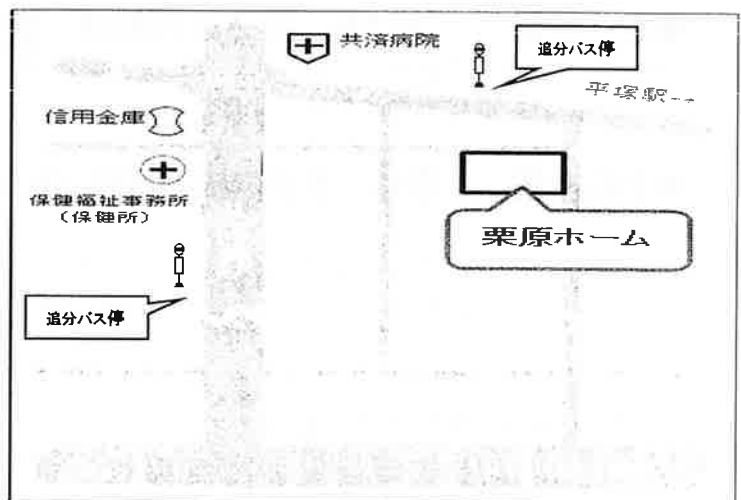 共済病院
追分バス停
平塚駅→
信用金庫
保健福祉事務所
(保健所)
栗原ホーム
追分バス停